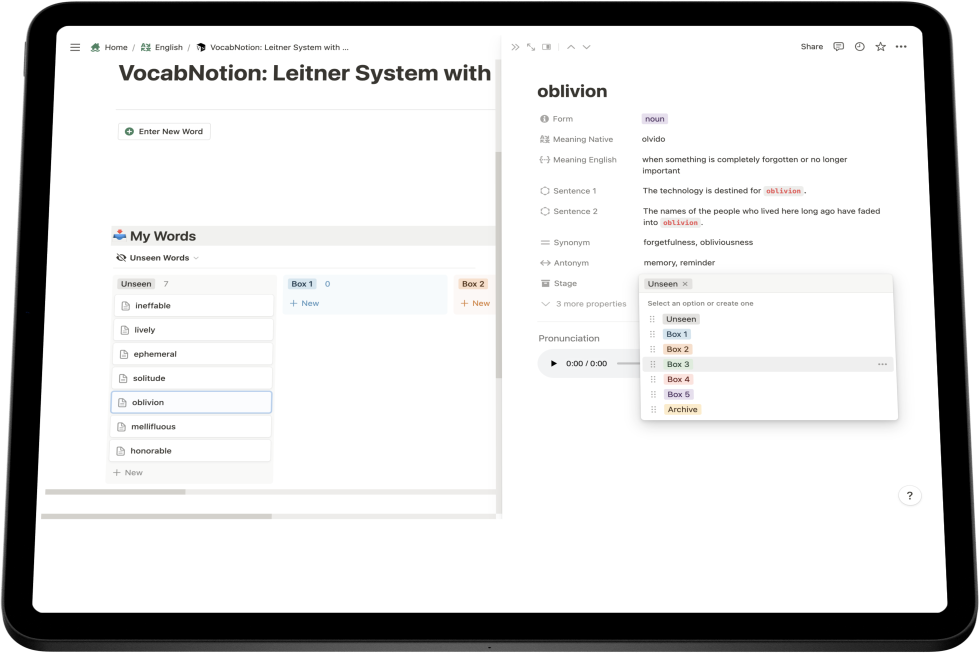 Home / English / VocabNotion: Leitner System with ...
VocabNotion: Leitner System with
Enter New Word
My Words
Unseen Words
Unseen 7
ineffable
lively
ephemeral
solitude
oblivion
mellifluous
honorable
+ New
Box 1 0
+ New
Box 2
+ New
Share
oblivion
Form noun
Meaning Native olvido
Meaning English when something is completely forgotten or no longer
important
Sentence 1 The technology is destined for oblivion.
Sentence 2 The names of the people who lived here long ago have faded
into oblivion.
Synonym forgetfulness, obliviousness
Antonym memory, reminder
Stage Unseen ×
3 more properties
Select an option or create one
Unseen
Box 1
Box 2
Box 3
Box 4
Box 5
Archive
Pronunciation
0:00 / 0:00
?